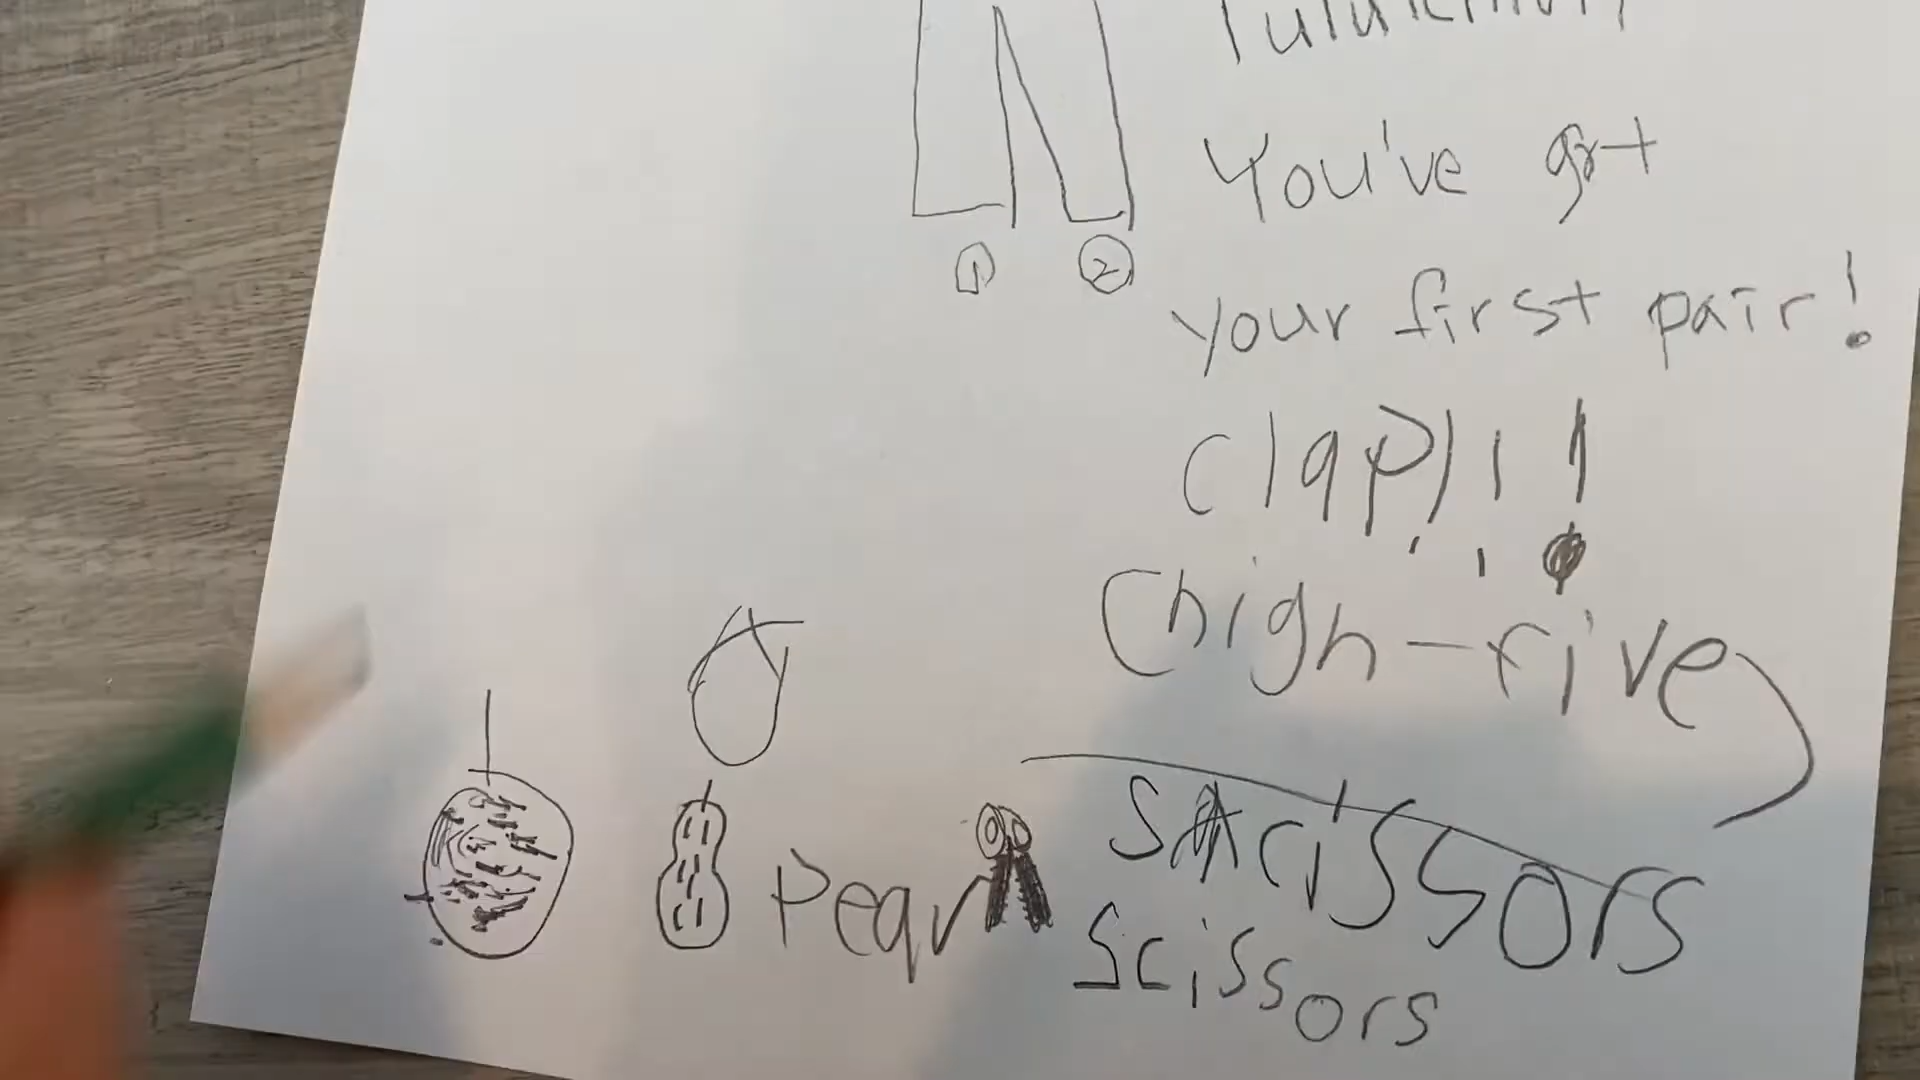 ① ② You've got
your first pair!
clap!!!
(high-five)
sAcissors
Pear
scissors